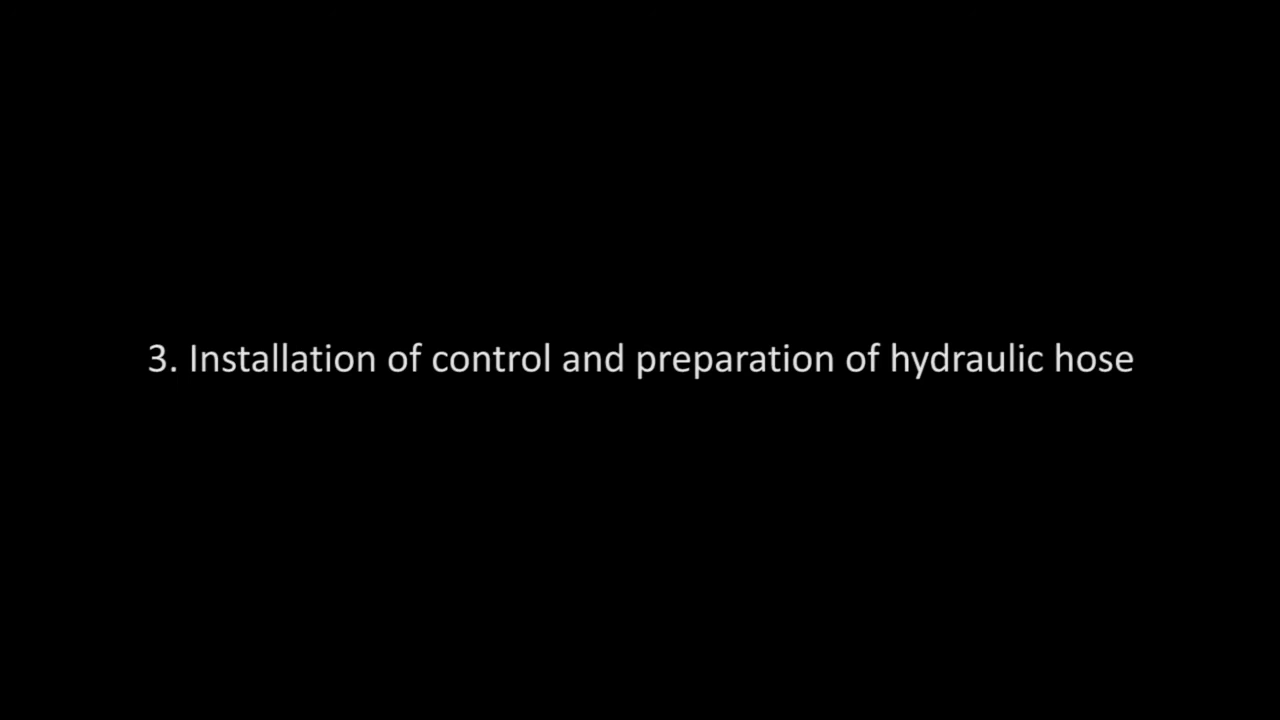 3. Installation of control and preparation of hydraulic hose